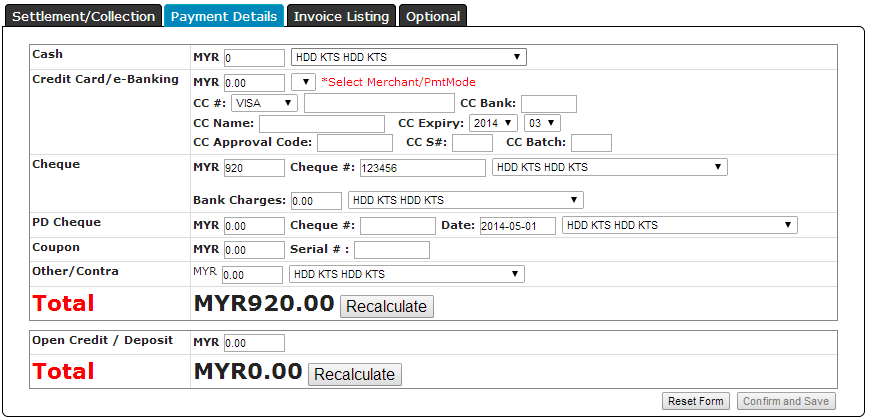 Settlement/Collection Payment Details Invoice Listing Optional
Cash MYR 0 HDD KTS HDD KTS
Credit Card/e-Banking MYR 0.00 *Select Merchant/PmtMode
CC #: VISA CC Bank:
CC Name: CC Expiry: 2014 03
CC Approval Code: CC S#: CC Batch:
Cheque MYR 920 Cheque #: 123456 HDD KTS HDD KTS
Bank Charges: 0.00 HDD KTS HDD KTS
PD Cheque MYR 0.00 Cheque #: Date: 2014-05-01 HDD KTS HDD KTS
Coupon MYR 0.00 Serial # :
Other/Contra MYR 0.00 HDD KTS HDD KTS
Total MYR920.00 Recalculate
Open Credit / Deposit MYR 0.00
Total MYR0.00 Recalculate
Reset Form Confirm and Save